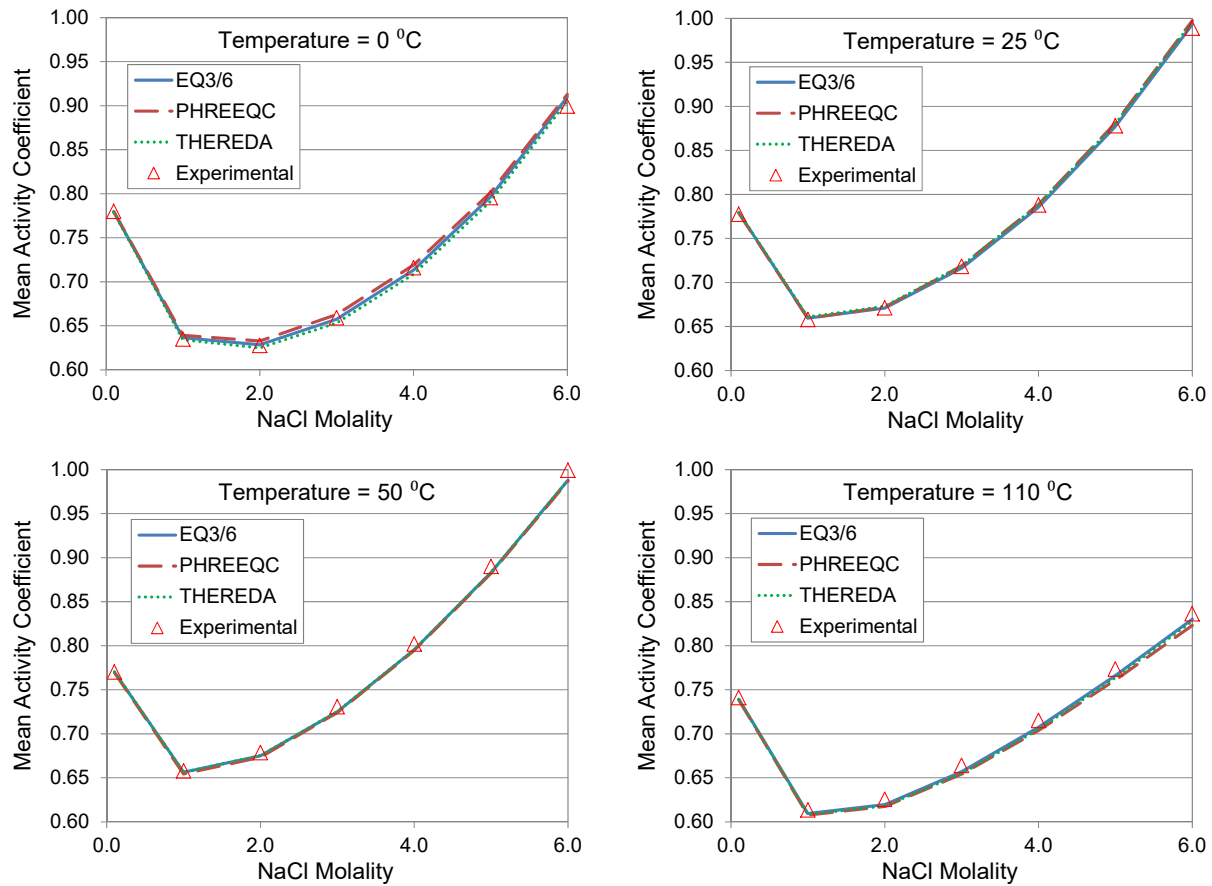 Temperature = 0 ⁰C
Mean Activity Coefficient
1.00
0.95
0.90
0.85
0.80
0.75
0.70
0.65
0.60
EQ3/6
PHREEQC
THEREDA
Experimental
0.0 2.0 4.0 6.0
NaCl Molality
Temperature = 25 ⁰C
Mean Activity Coefficient
1.00
0.95
0.90
0.85
0.80
0.75
0.70
0.65
0.60
EQ3/6
PHREEQC
THEREDA
Experimental
0.0 2.0 4.0 6.0
NaCl Molality
Temperature = 50 ⁰C
Mean Activity Coefficient
1.00
0.95
0.90
0.85
0.80
0.75
0.70
0.65
0.60
EQ3/6
PHREEQC
THEREDA
Experimental
0.0 2.0 4.0 6.0
NaCl Molality
Temperature = 110 ⁰C
Mean Activity Coefficient
1.00
0.95
0.90
0.85
0.80
0.75
0.70
0.65
0.60
EQ3/6
PHREEQC
THEREDA
Experimental
0.0 2.0 4.0 6.0
NaCl Molality